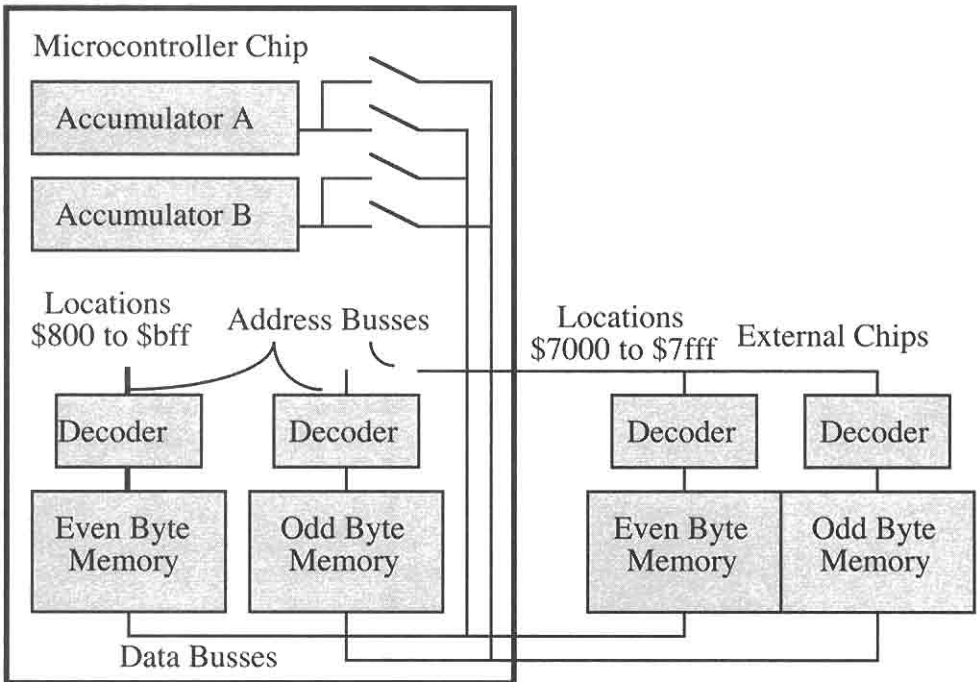 Microcontroller Chip
Accumulator A
Accumulator B
Locations
$800 to $bff
Address Busses
Locations
$7000 to $7fff
External Chips
Decoder
Decoder
Decoder
Decoder
Even Byte
Memory
Odd Byte
Memory
Even Byte
Memory
Odd Byte
Memory
Data Busses